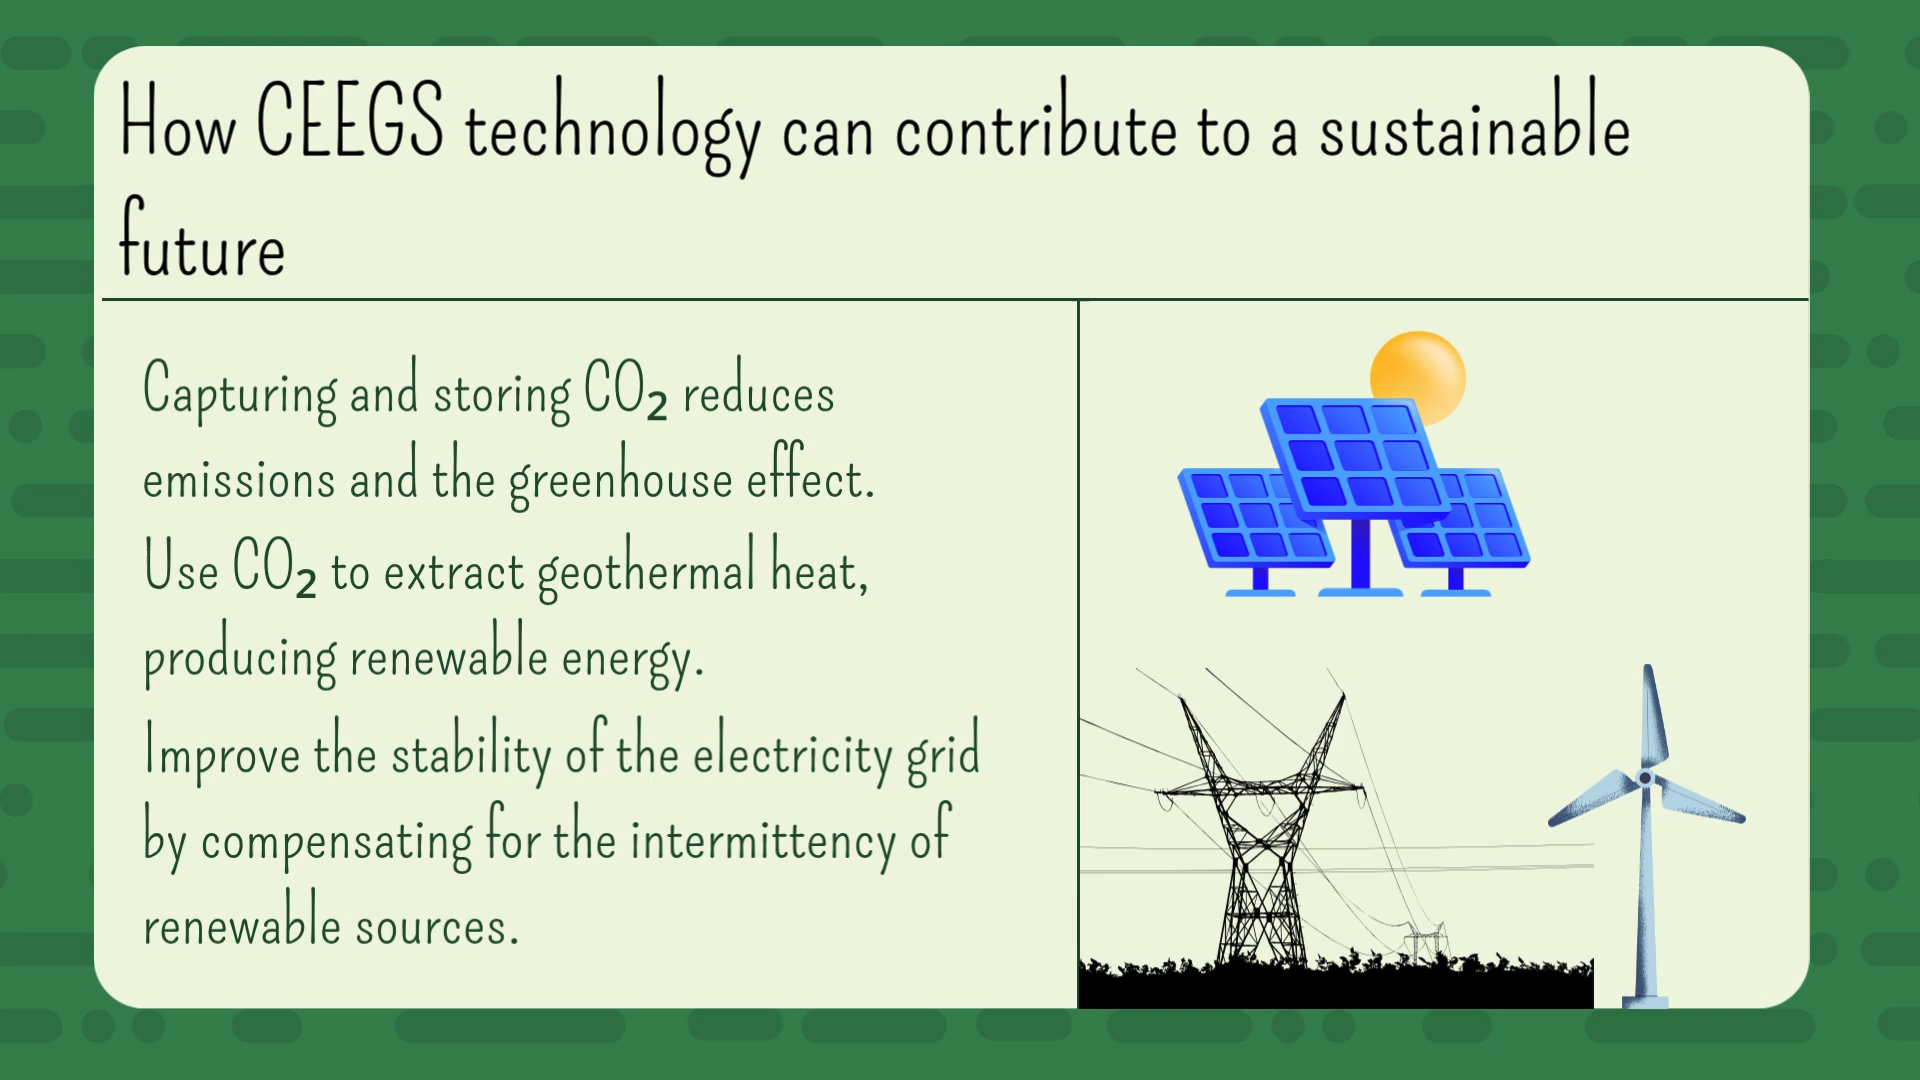 How CEEGS technology can contribute to a sustainable
future
Capturing and storing CO₂ reduces
emissions and the greenhouse effect.
Use CO₂ to extract geothermal heat,
producing renewable energy.
Improve the stability of the electricity grid
by compensating for the intermittency of
renewable sources.